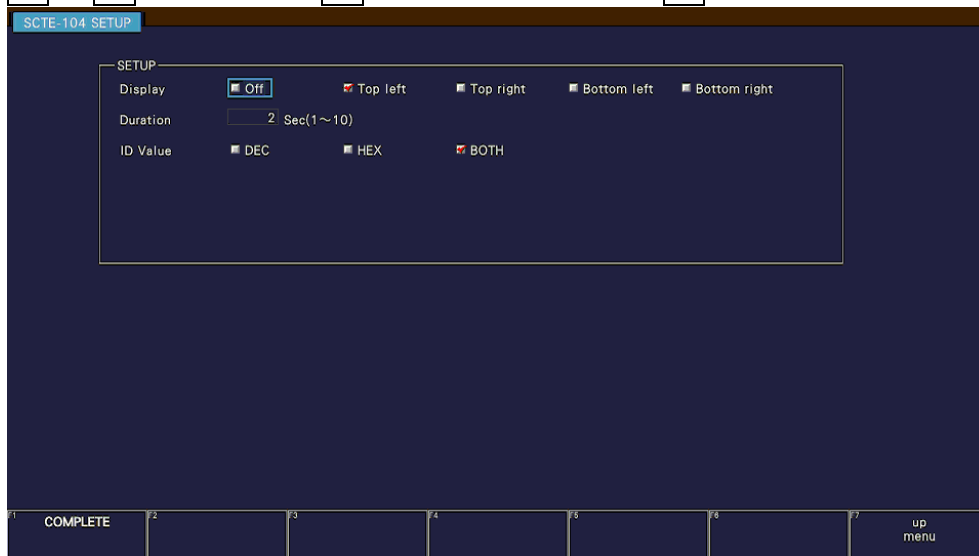 SCTE-104 SETUP
SETUP
Display Off Top left Top right Bottom left Bottom right
Duration 2 Sec(1～10)
ID Value DEC HEX BOTH
F1 COMPLETE F2 F3 F4 F5 F6 F7 up
menu